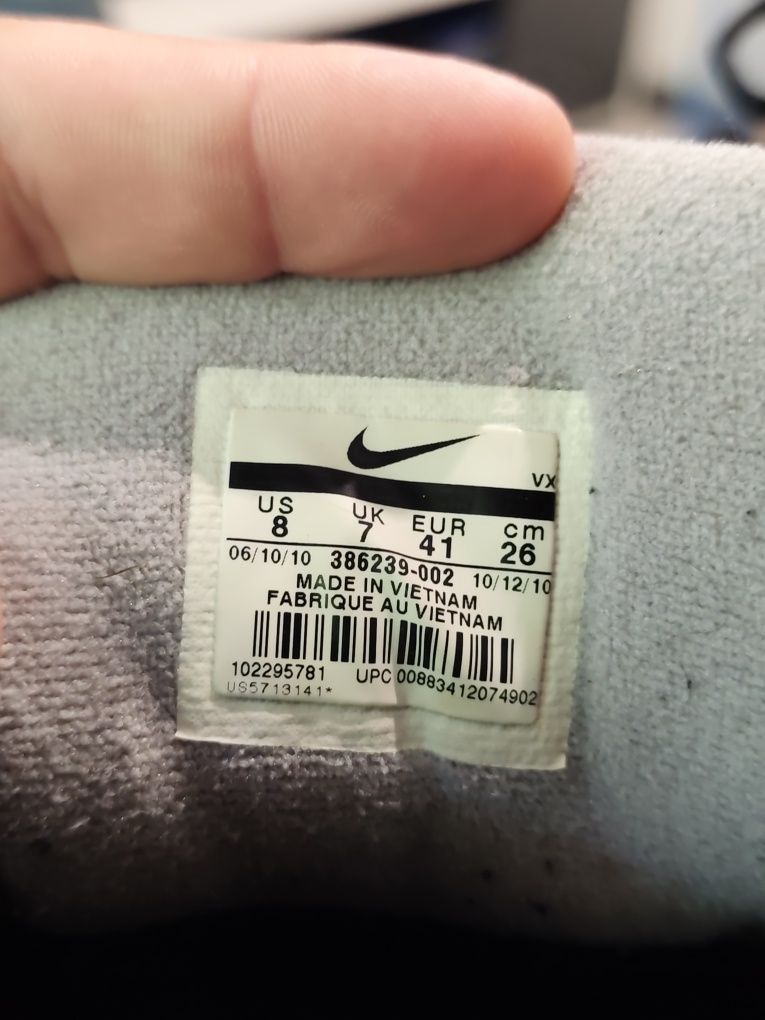 VX
US UK EUR cm
8 7 41 26
06/10/10 386239-002 10/12/10
MADE IN VIETNAM
FABRIQUE AU VIETNAM
102295781 UPC 00883412074902
US5713141*